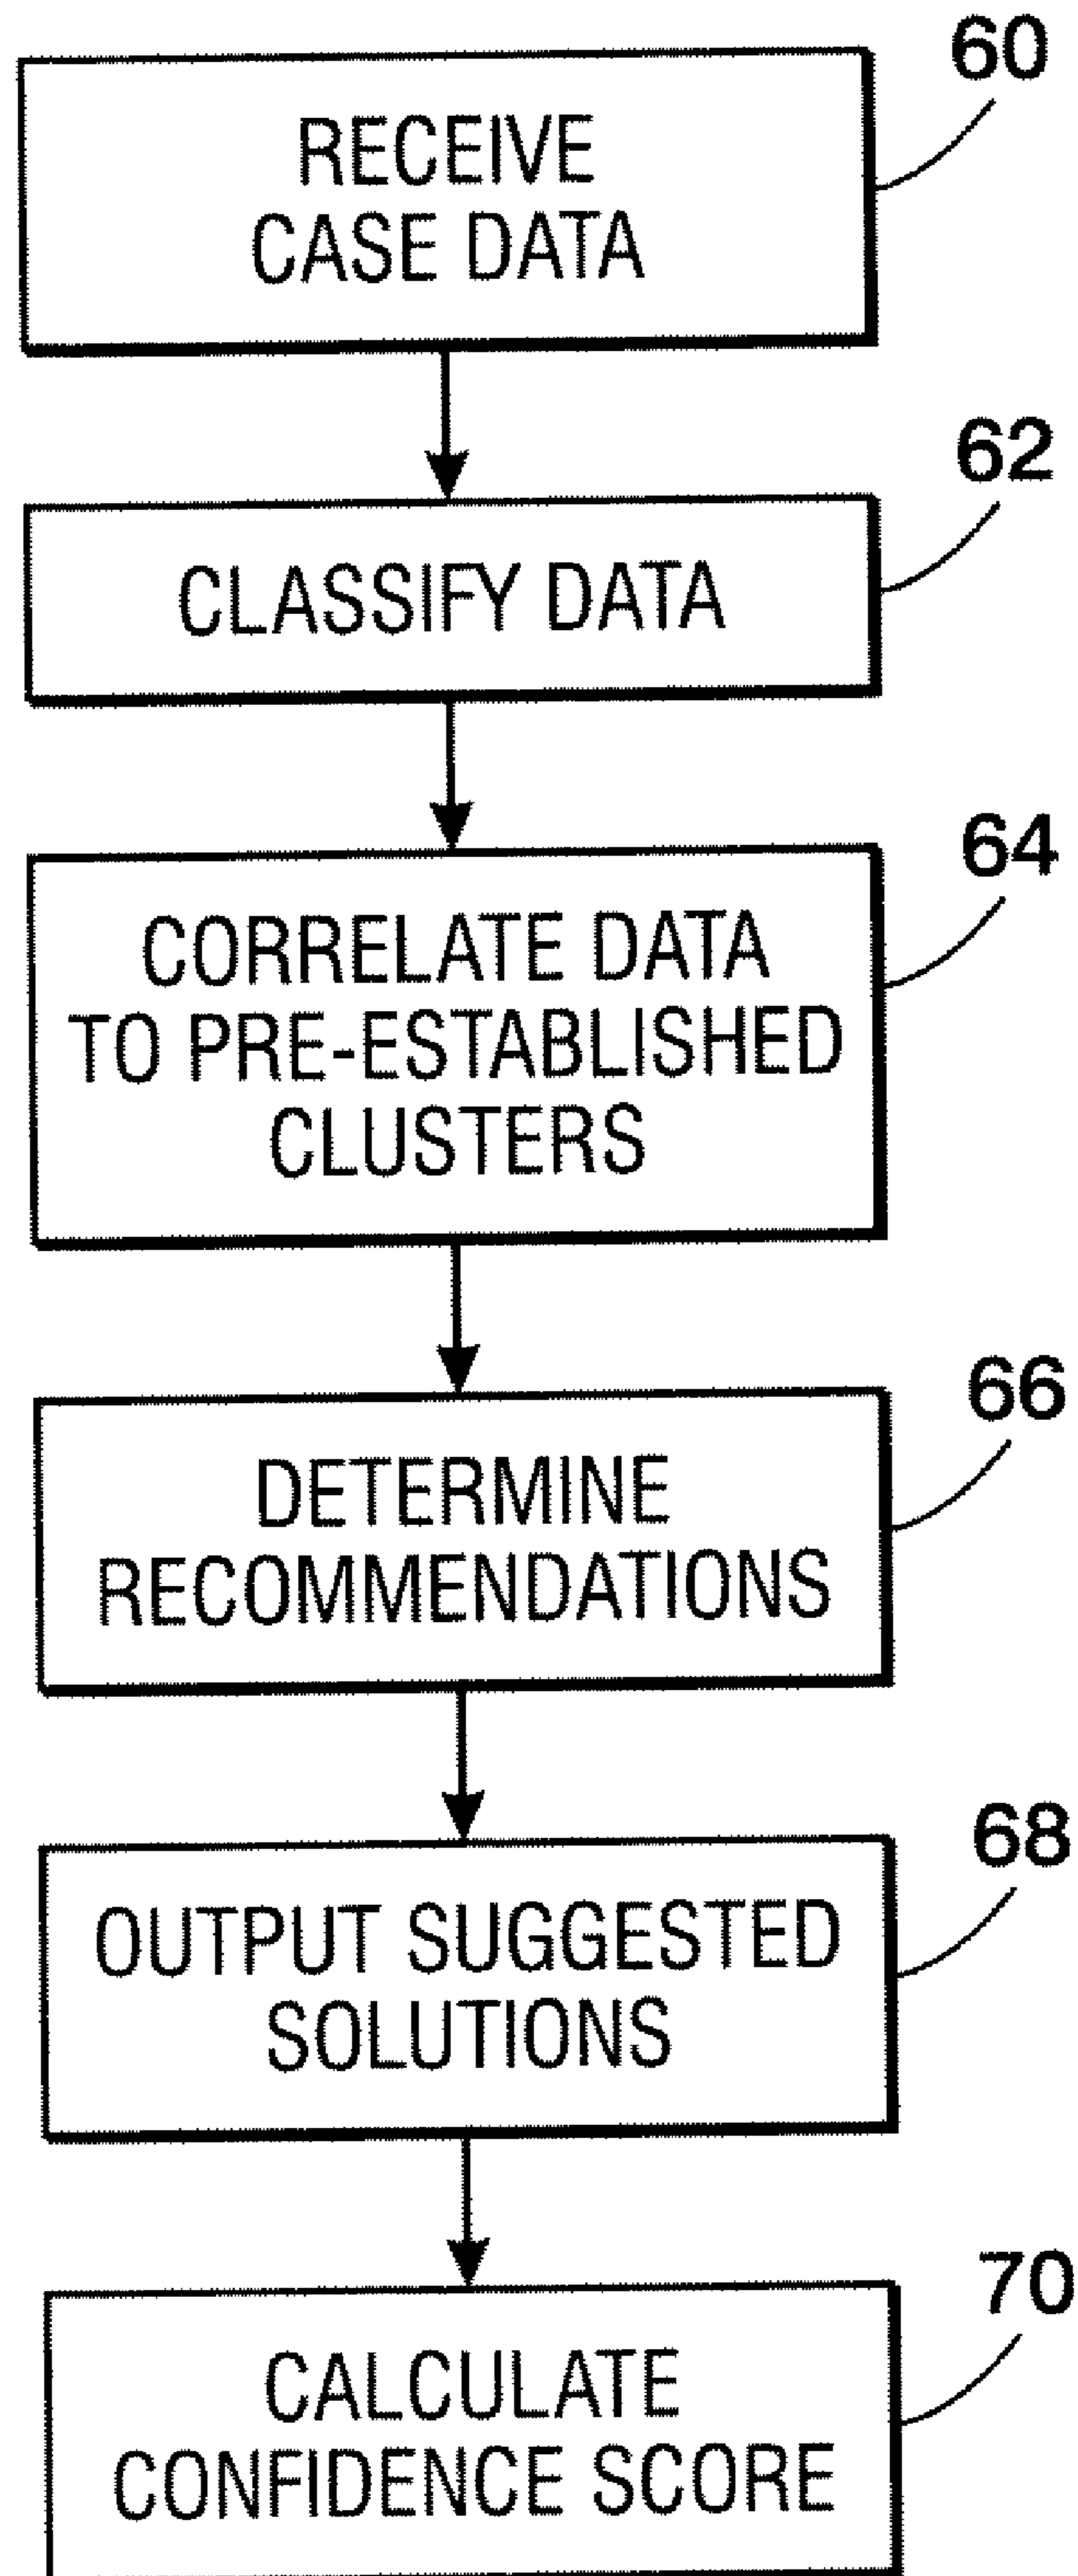 60
RECEIVE
CASE DATA
62
CLASSIFY DATA
64
CORRELATE DATA
TO PRE-ESTABLISHED
CLUSTERS
66
DETERMINE
RECOMMENDATIONS
68
OUTPUT SUGGESTED
SOLUTIONS
70
CALCULATE
CONFIDENCE SCORE